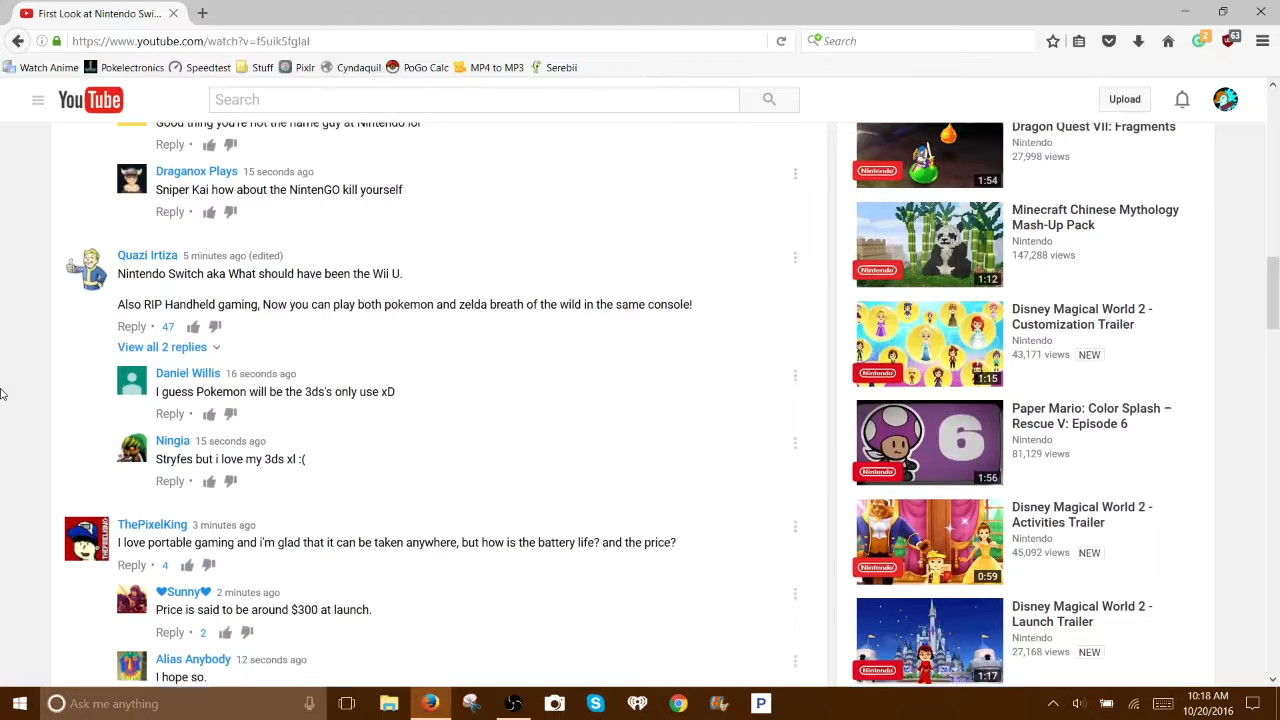 First Look at Nintendo Swi...
https://www.youtube.com/watch?v=f5uik5fgIaI
Search
2
63
Watch Anime
Pokelectronics
Speedtest
Stuff
Pixlr
Cyndaquil
PoGo Calc
MP4 to MP3
Serebii
YouTube
Search
Upload
Good thing you're not the name guy at Nintendo lol
Reply •
Draganox Plays 15 seconds ago
Sniper Kai how about the NintenGO kill yourself
Reply •
Quazi Irtiza 5 minutes ago (edited)
Nintendo Switch aka What should have been the Wii U.
Also RIP Handheld gaming, Now you can play both pokemon and zelda breath of the wild in the same console!
Reply • 47
View all 2 replies
Daniel Willis 16 seconds ago
I guess Pokemon will be the 3ds's only use xD
Reply •
Ningia 15 seconds ago
Stryfes but i love my 3ds xl :(
Reply •
ThePixelKing 3 minutes ago
I love portable gaming and i'm glad that it can be taken anywhere, but how is the battery life? and the price?
Reply • 4
♥Sunny♥ 2 minutes ago
Price is said to be around $300 at launch.
Reply • 2
Alias Anybody 12 seconds ago
I hope so.
Dragon Quest VII: Fragments
Nintendo
27,998 views
Nintendo
1:54
Minecraft Chinese Mythology
Mash-Up Pack
Nintendo
147,288 views
Nintendo
1:12
Disney Magical World 2 -
Customization Trailer
Nintendo
43,171 views NEW
Nintendo
1:15
Paper Mario: Color Splash –
Rescue V: Episode 6
Nintendo
81,129 views
6
Nintendo
1:56
Disney Magical World 2 -
Activities Trailer
Nintendo
45,092 views NEW
Nintendo
0:59
Disney Magical World 2 -
Launch Trailer
Nintendo
27,168 views NEW
Nintendo
1:17
Ask me anything
P
10:18 AM
10/20/2016